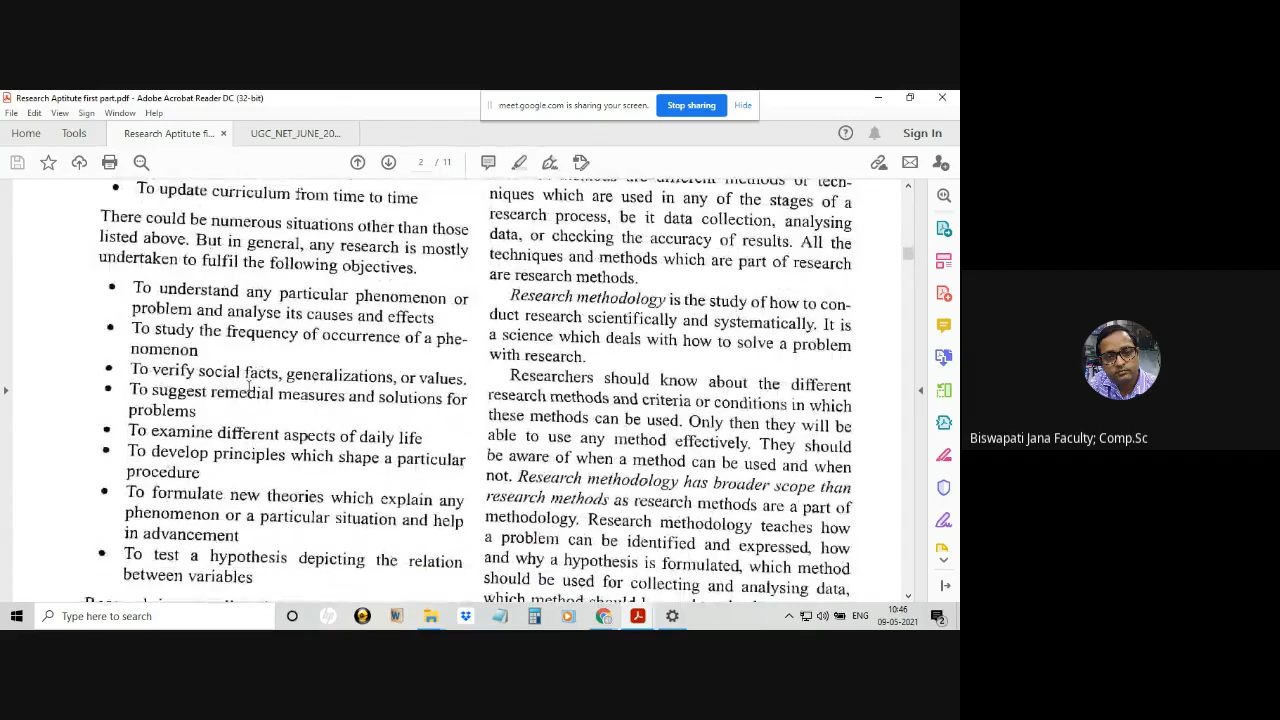 Research Aptitute first part.pdf - Adobe Acrobat Reader DC (32-bit)
meet.google.com is sharing your screen.
Stop sharing
Hide
File Edit View Sign Window Help
Home
Tools
Research Aptitute fi...
UGC_NET_JUNE_20...
Sign In
2 / 11
• To update curriculum from time to time
There could be numerous situations other than those
listed above. But in general, any research is mostly
undertaken to fulfil the following objectives.
• To understand any particular phenomenon or
problem and analyse its causes and effects
• To study the frequency of occurrence of a phe-
nomenon
• To verify social facts, generalizations, or values.
• To suggest remedial measures and solutions for
problems
• To examine different aspects of daily life
• To develop principles which shape a particular
procedure
• To formulate new theories which explain any
phenomenon or a particular situation and help
in advancement
• To test a hypothesis depicting the relation
between variables
methods are different methods or tech-
niques which are used in any of the stages of a
research process, be it data collection, analysing
data, or checking the accuracy of results. All the
techniques and methods which are part of research
are research methods.
Research methodology is the study of how to con-
duct research scientifically and systematically. It is
a science which deals with how to solve a problem
with research.
Researchers should know about the different
research methods and criteria or conditions in which
these methods can be used. Only then they will be
able to use any method effectively. They should
be aware of when a method can be used and when
not. Research methodology has broader scope than
research methods as research methods are a part of
methodology. Research methodology teaches how
a problem can be identified and expressed, how
and why a hypothesis is formulated, which method
should be used for collecting and analysing data,
which method should
Biswapati Jana Faculty; Comp.Sc
Type here to search
ENG
10:46
09-05-2021
2